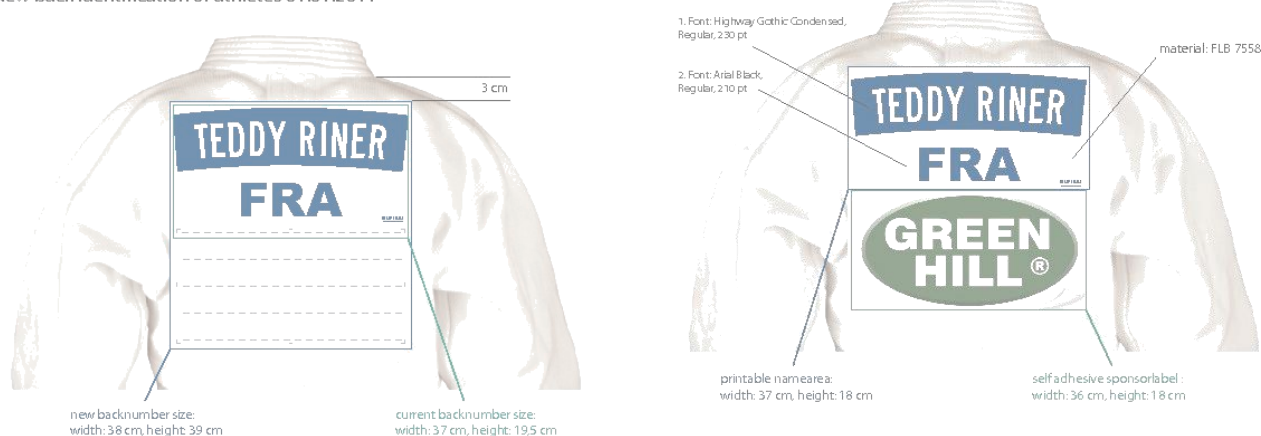 3 cm
TEDDY RINER
FRA
new backnumber size:
width: 38 cm, height: 39 cm
current backnumber size:
width: 37 cm, height: 19,5 cm
1. Font: Highway Gothic Condensed,
Regular, 230 pt
2. Font: Arial Black,
Regular, 210 pt
material: FLB 7558
TEDDY RINER
FRA
GREEN
HILL ®
printable namearea:
width: 37 cm, height: 18 cm
self adhesive sponsorlabel :
width: 36 cm, height: 18 cm